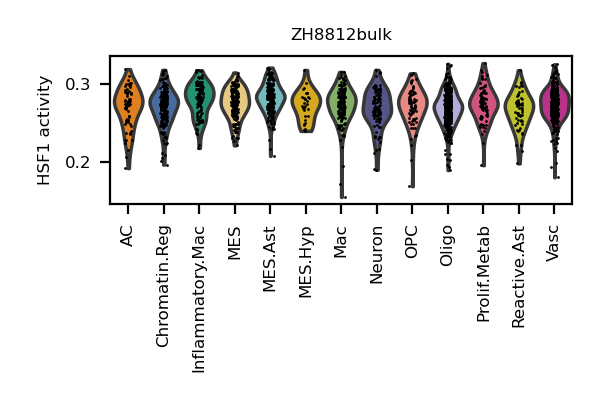 ZH8812bulk
HSF1 activity
0.3
0.2
AC
Chromatin.Reg
Inflammatory.Mac
MES
MES.Ast
MES.Hyp
Mac
Neuron
OPC
Oligo
Prolif.Metab
Reactive.Ast
Vasc